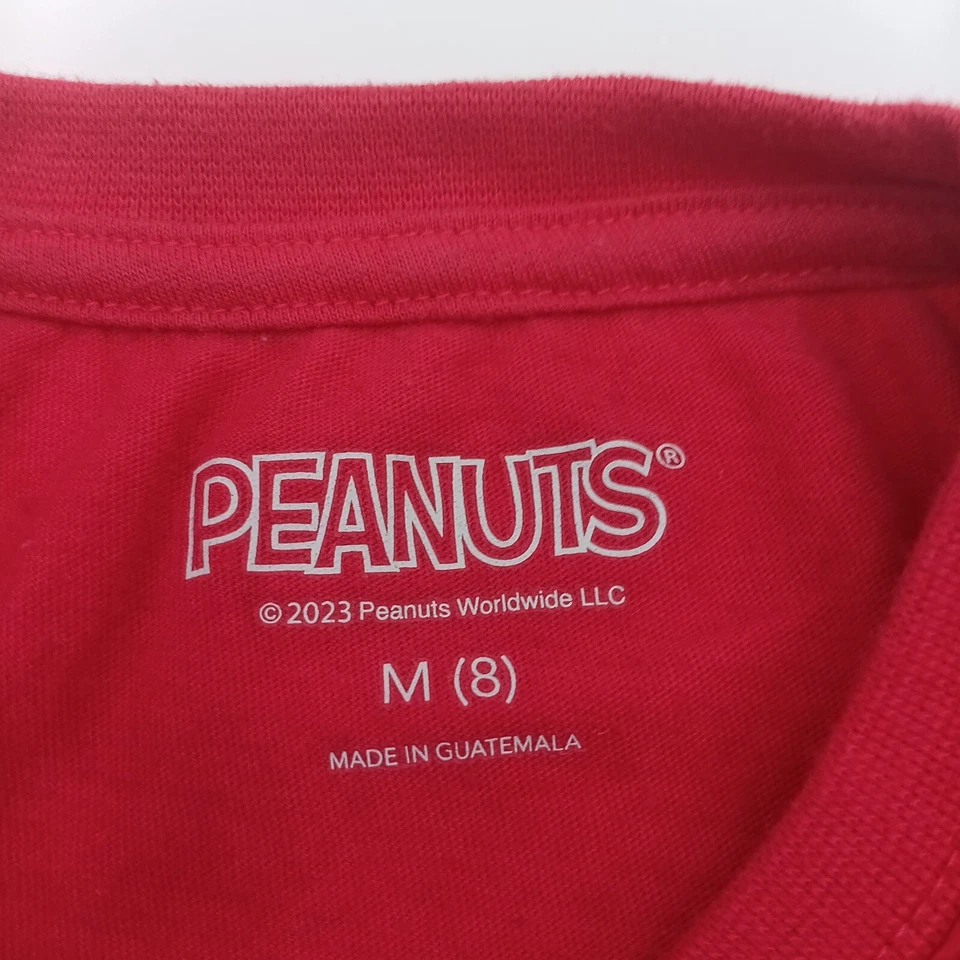 PEANUTS®
© 2023 Peanuts Worldwide LLC
M (8)
MADE IN GUATEMALA